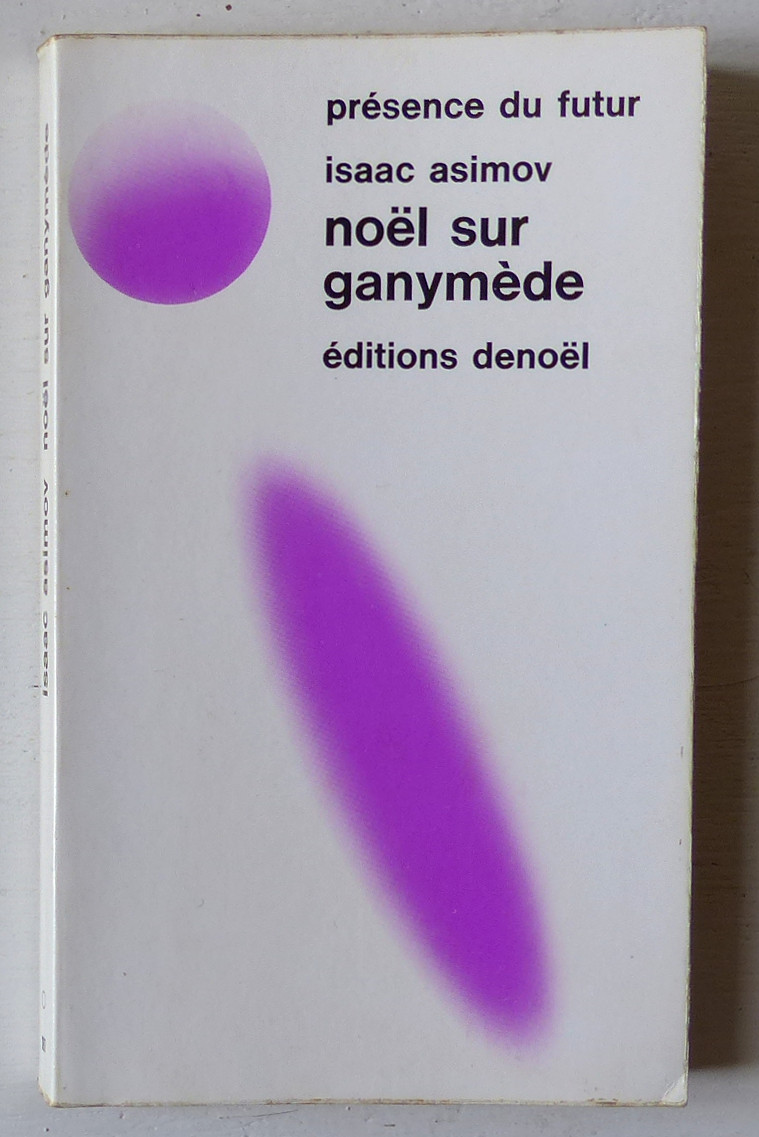 présence du futur
isaac asimov
noël sur
ganymède
éditions denoël
isaac asimov noël sur ganymède